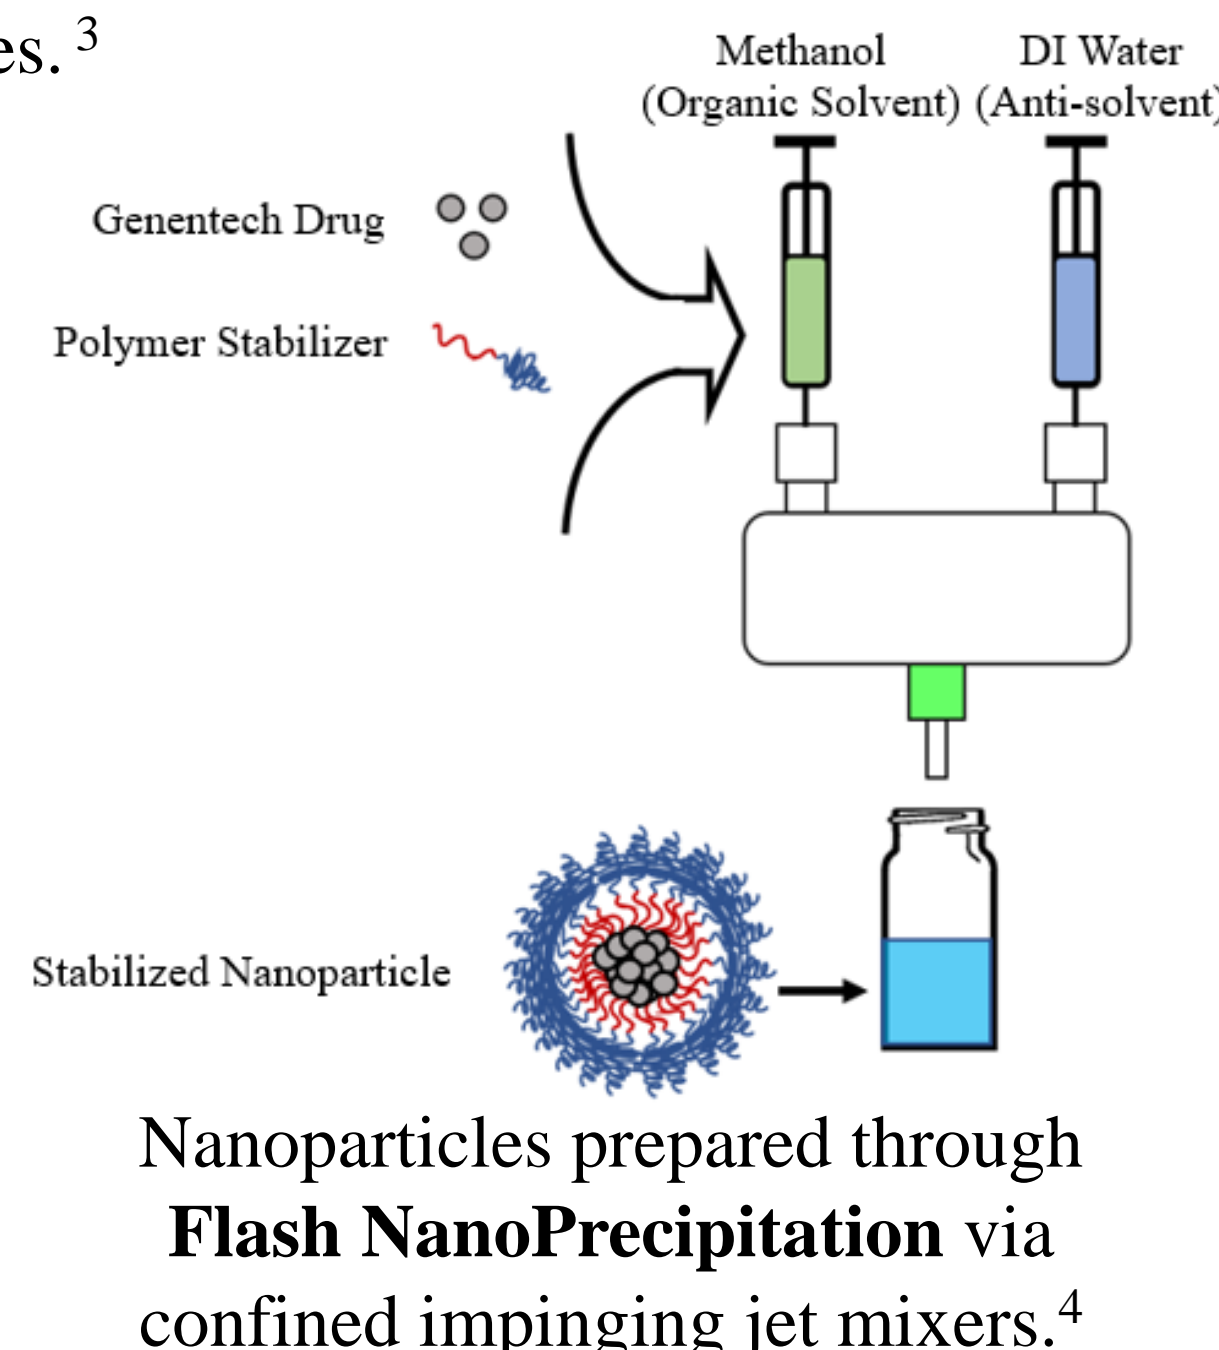 es. 3
Methanol
(Organic Solvent)
DI Water
(Anti-solvent)
Genentech Drug
Polymer Stabilizer
Stabilized Nanoparticle
Nanoparticles prepared through
Flash NanoPrecipitation via
confined impinging jet mixers.4